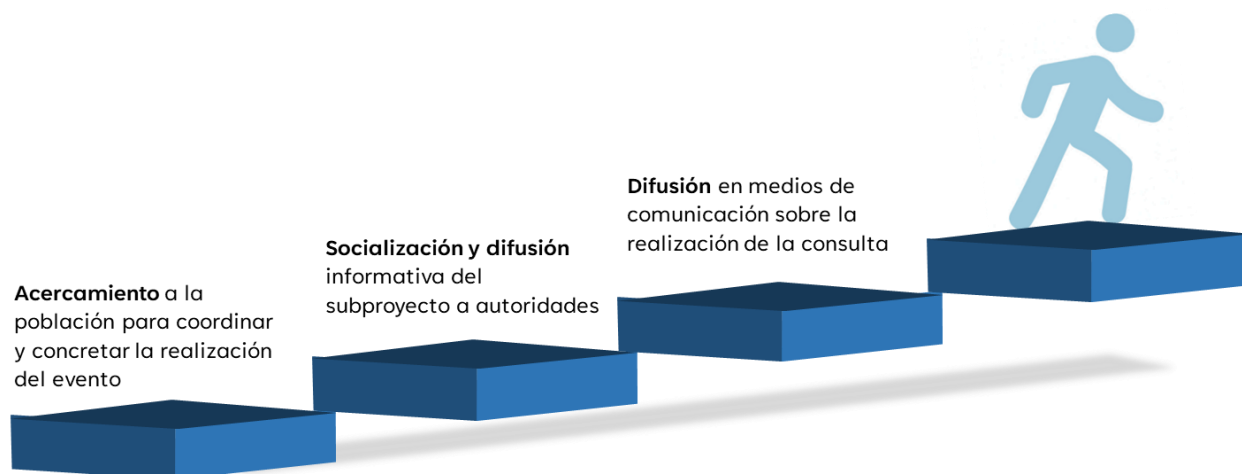 Acercamiento a la
población para coordinar
y concretar la realización
del evento
Socialización y difusión
informativa del
subproyecto a autoridades
Difusión en medios de
comunicación sobre la
realización de la consulta